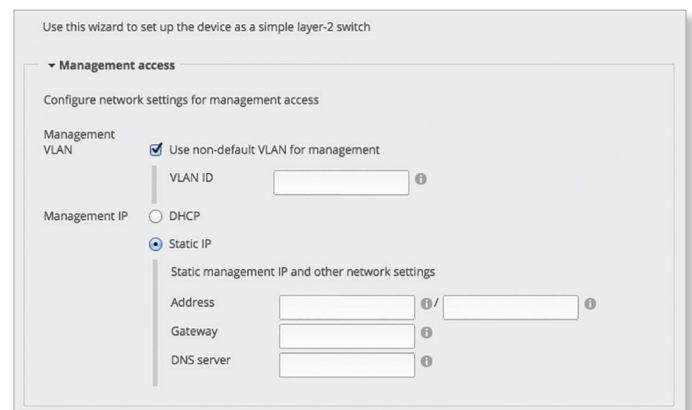 Use this wizard to set up the device as a simple layer-2 switch
Management access
Configure network settings for management access
Management
VLAN
Use non-default VLAN for management
VLAN ID
Management IP
DHCP
Static IP
Static management IP and other network settings
Address /
Gateway
DNS server